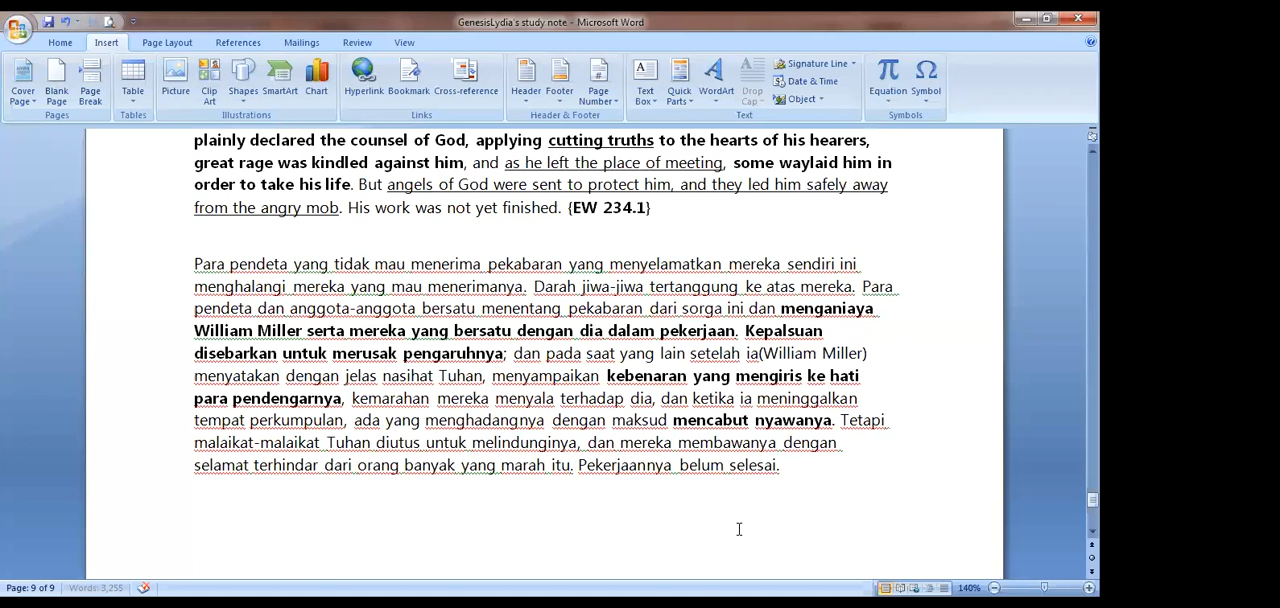 GenesisLydia's study note - Microsoft Word
Home Insert Page Layout References Mailings Review View
Cover Page Blank Page Page Break Table Picture Clip Art Shapes SmartArt Chart Hyperlink Bookmark Cross-reference Header Footer Page Number Text Box Quick Parts WordArt Drop Cap Signature Line Date & Time Object Equation Symbol
Pages Tables Illustrations Links Header & Footer Text Symbols
plainly declared the counsel of God, applying cutting truths to the hearts of his hearers,
great rage was kindled against him, and as he left the place of meeting, some waylaid him in
order to take his life. But angels of God were sent to protect him, and they led him safely away
from the angry mob. His work was not yet finished. {EW 234.1}
Para pendeta yang tidak mau menerima pekabaran yang menyelamatkan mereka sendiri ini
menghalangi mereka yang mau menerimanya. Darah jiwa-jiwa tertanggung ke atas mereka. Para
pendeta dan anggota-anggota bersatu menentang pekabaran dari sorga ini dan menganiaya
William Miller serta mereka yang bersatu dengan dia dalam pekerjaan. Kepalsuan
disebarkan untuk merusak pengaruhnya; dan pada saat yang lain setelah ia(William Miller)
menyatakan dengan jelas nasihat Tuhan, menyampaikan kebenaran yang mengiris ke hati
para pendengarnya, kemarahan mereka menyala terhadap dia, dan ketika ia meninggalkan
tempat perkumpulan, ada yang menghadangnya dengan maksud mencabut nyawanya. Tetapi
malaikat-malaikat Tuhan diutus untuk melindunginya, dan mereka membawanya dengan
selamat terhindar dari orang banyak yang marah itu. Pekerjaannya belum selesai.
Page: 9 of 9 Words: 3,255 140%